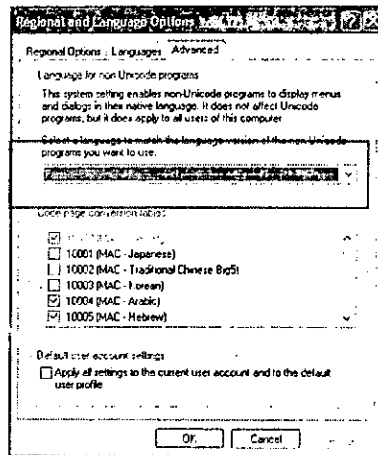 Regional and Language Options
Regional Options Languages Advanced
Language for non Unicode programs
This system setting enables non-Unicode programs to display menus
and dialogs in their native language. It does not affect Unicode
programs, but it does apply to all users of this computer
Select a language to match the language version of the non-Unicode
programs you want to use.
Code page conversion tables
10001 (MAC - Japanese)
10002 (MAC - Traditional Chinese Big5)
10003 (MAC - Korean)
10004 (MAC - Arabic)
10005 (MAC - Hebrew)
Default user account settings
Apply all settings to the current user account and to the default
user profile
OK Cancel